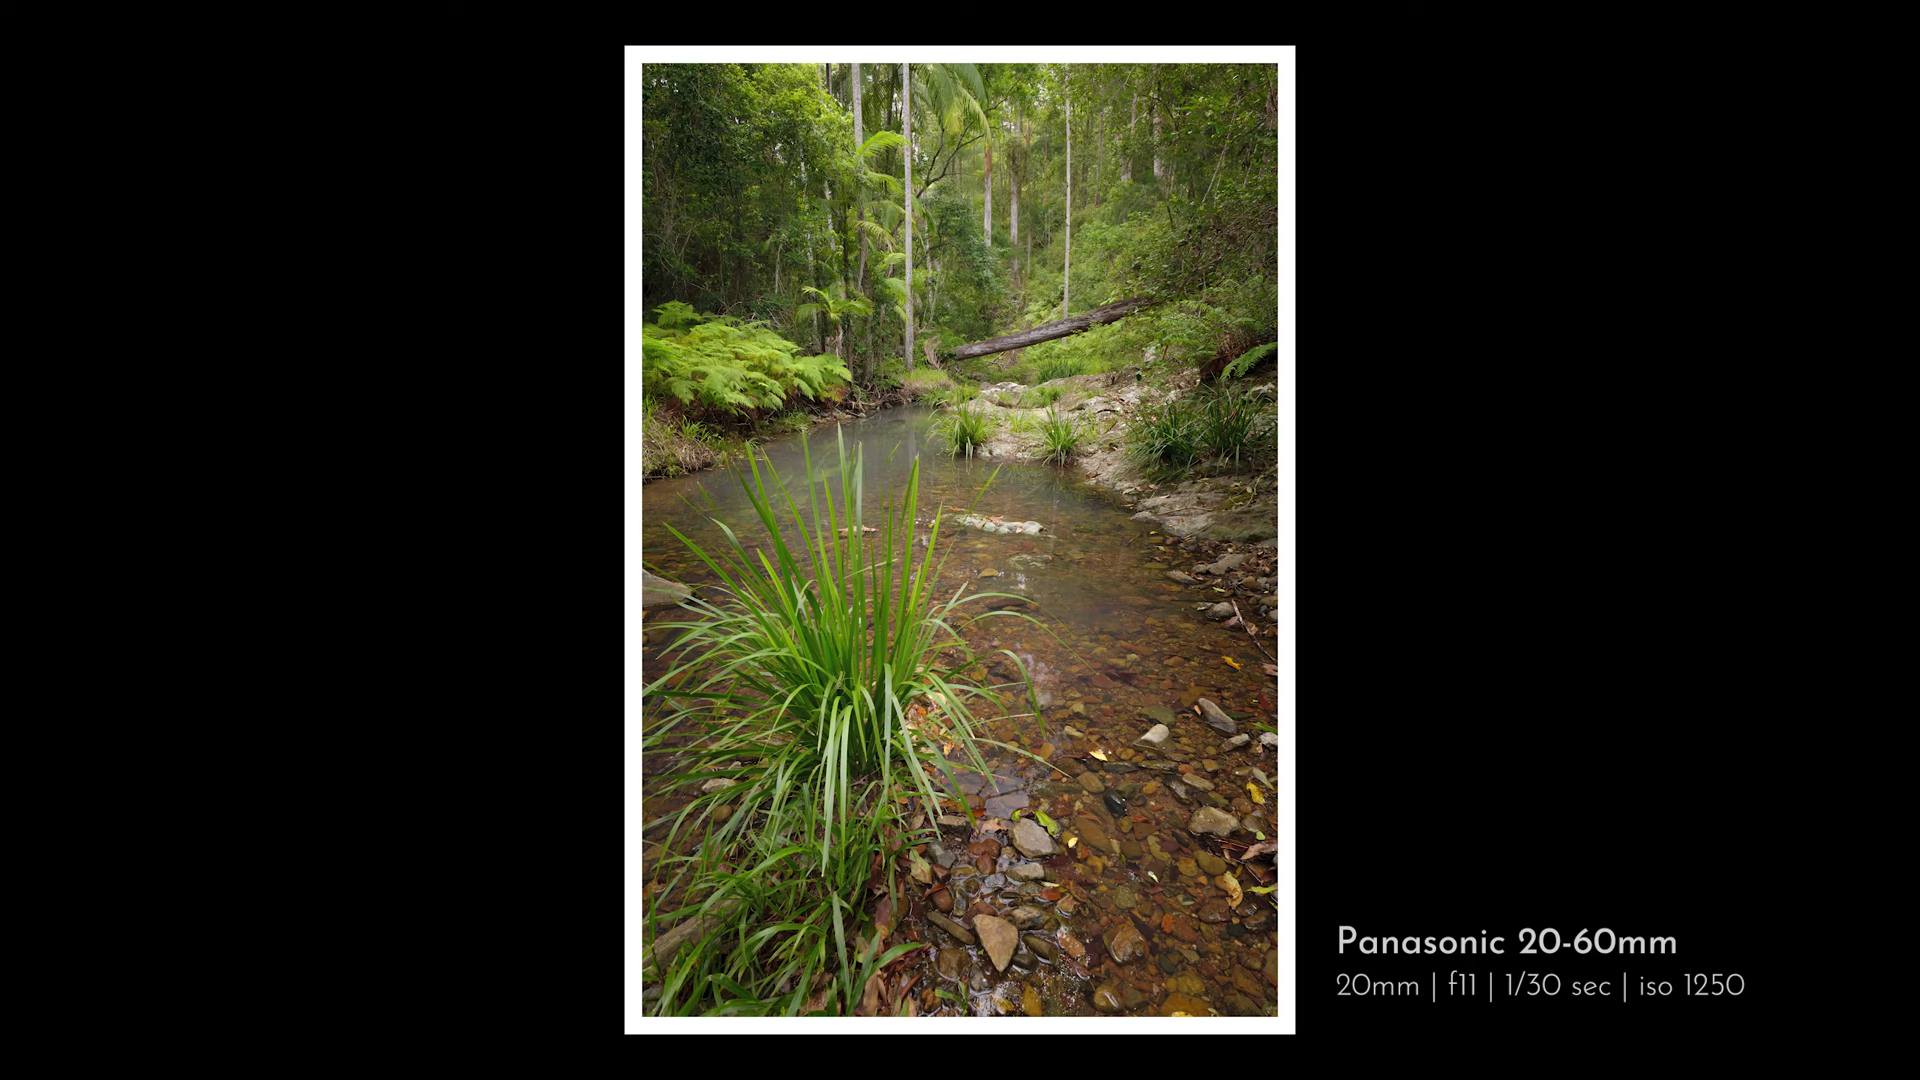 Panasonic 20-60mm
20mm | f11 | 1/30 sec | iso 1250